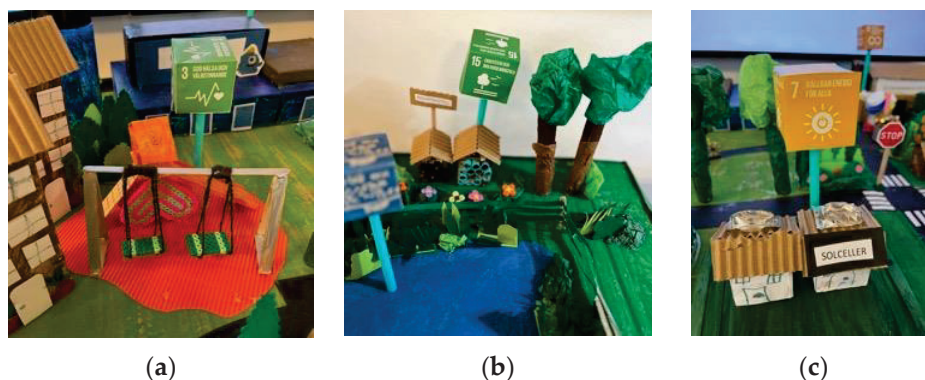 3 GOD HÄLSA OCH
VÄLBEFINNANDE
15 EKOSYSTEM OCH
BIOLOGISK MÅNGFALD
7 HÅLLBAR ENERGI
FÖR ALLA
STOP
SOLCELLER
(a)
(b)
(c)